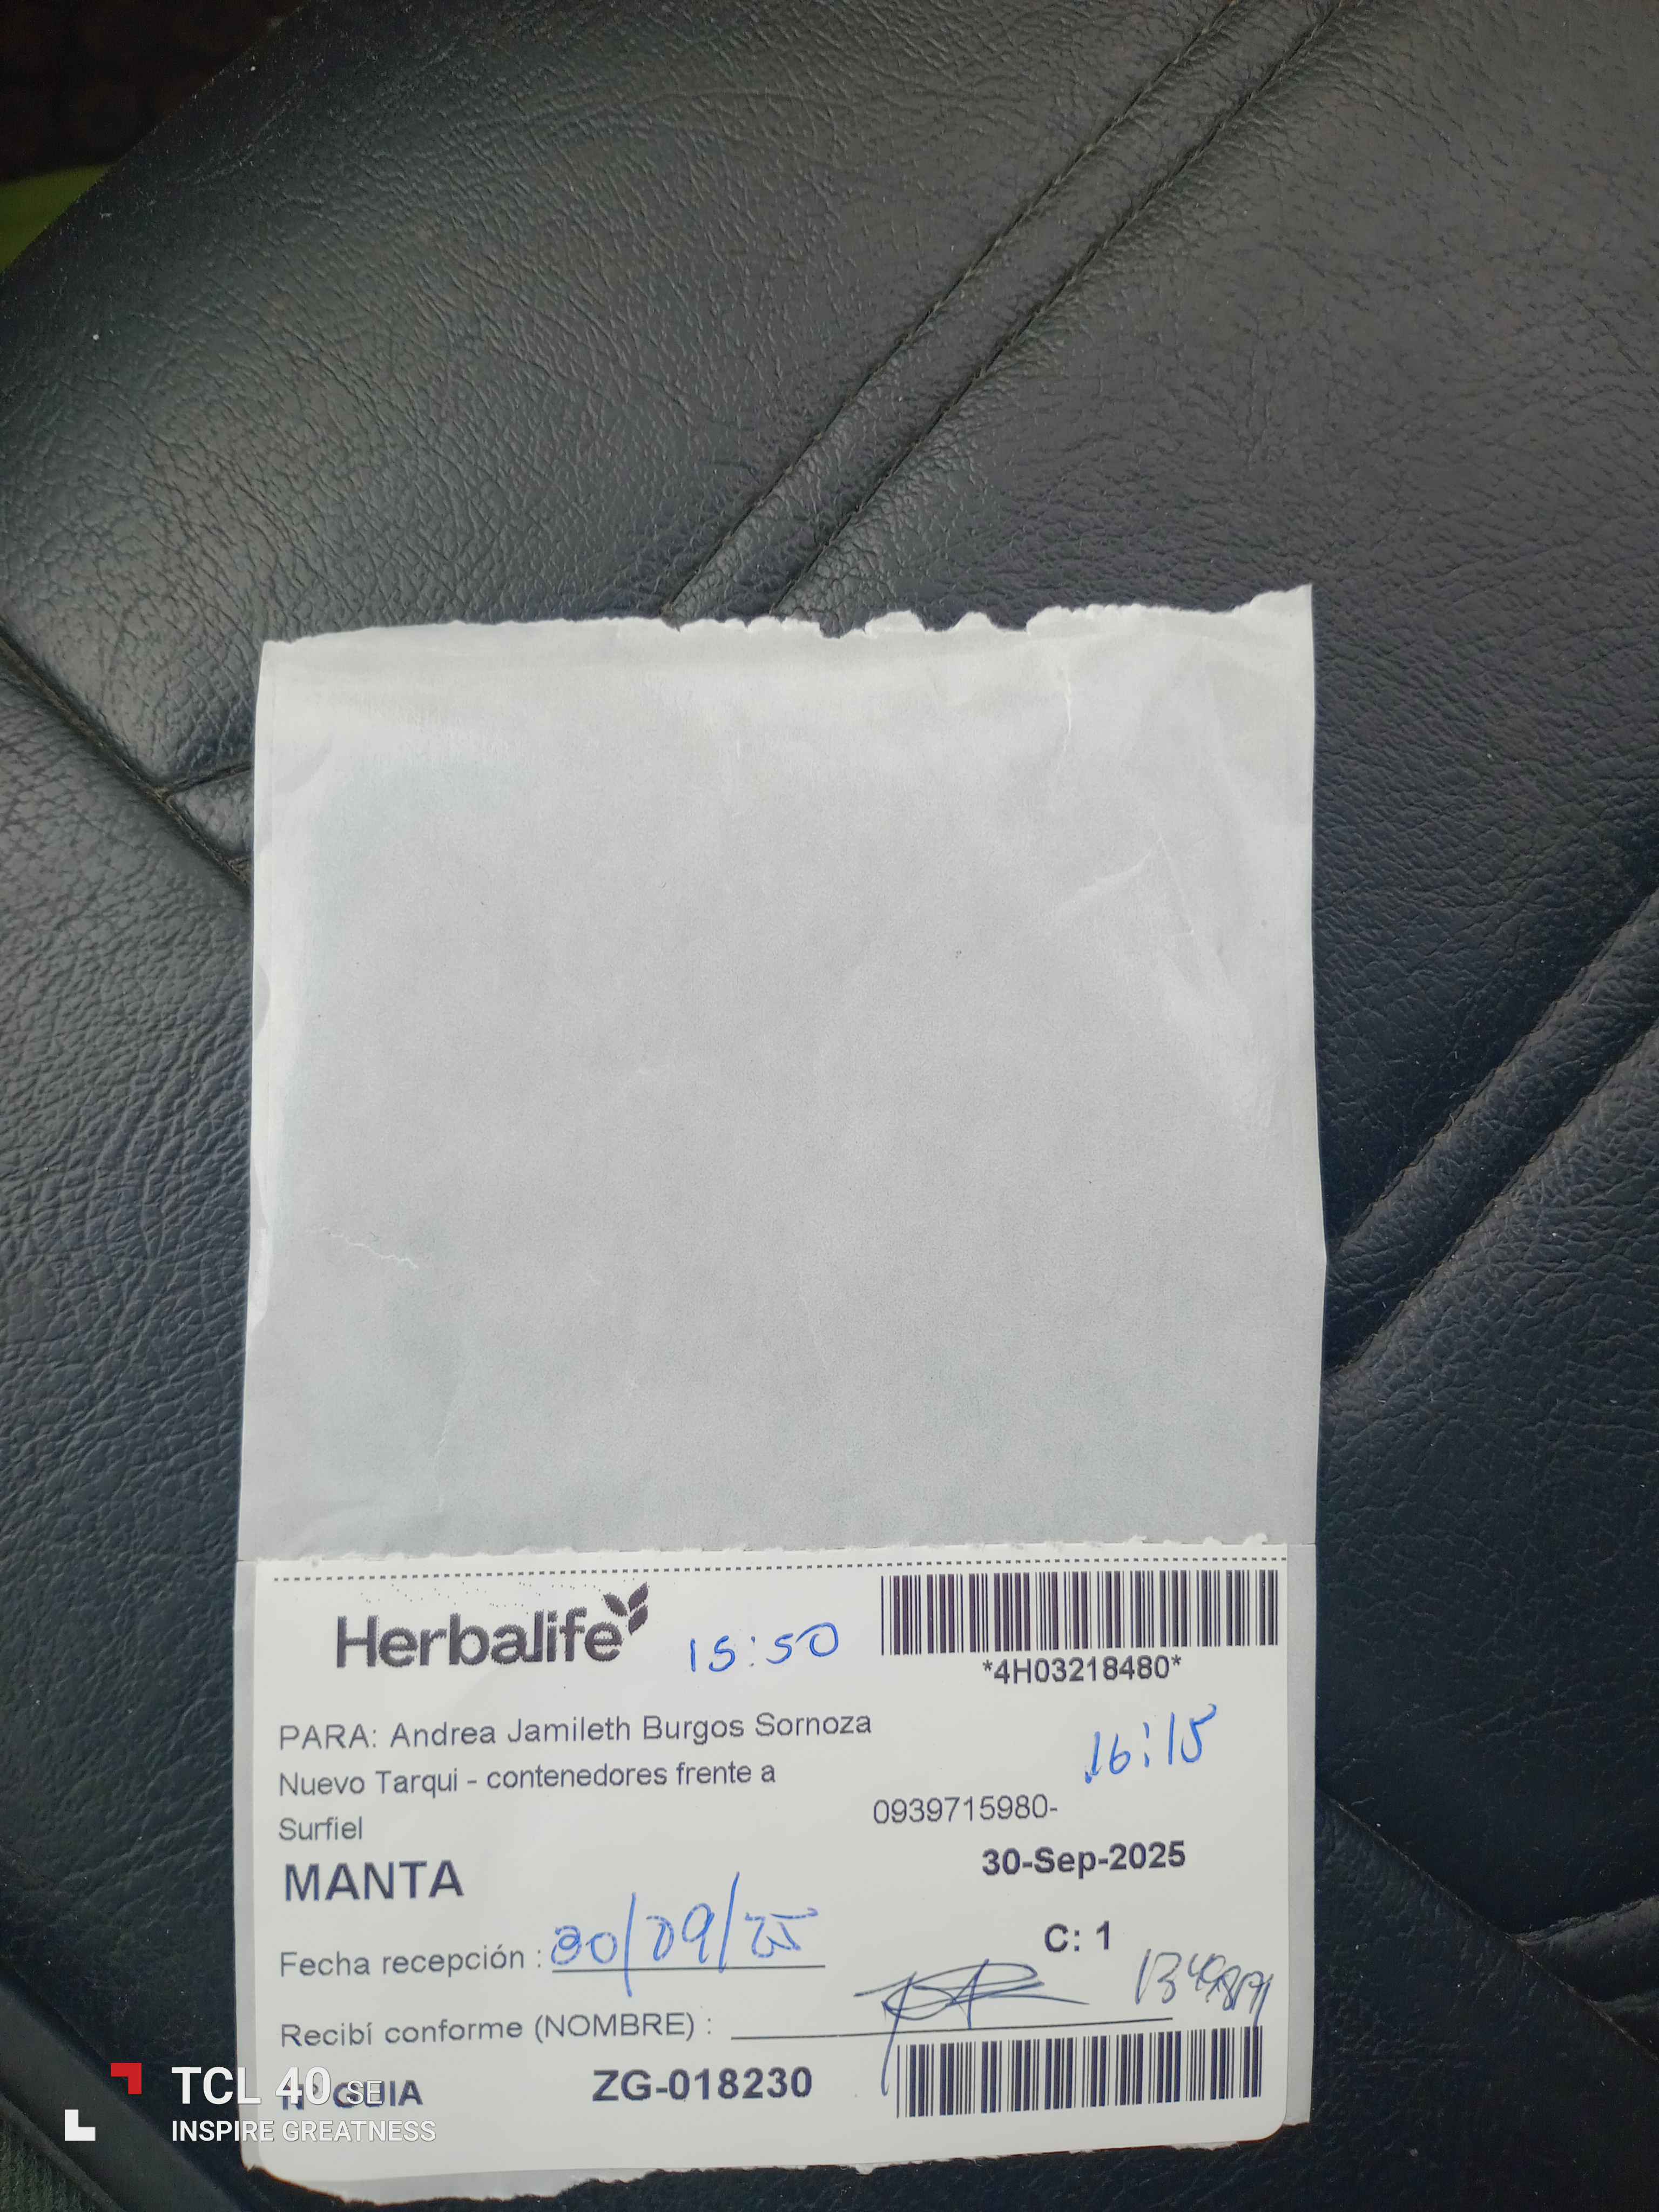 Herbalife
15:50
*4H03218480*
PARA: Andrea Jamileth Burgos Sornoza
16:15
Nuevo Tarqui - contenedores frente a
Surfiel
0939715980-
MANTA
30-Sep-2025
Fecha recepción : 30/09/25
C: 1
Recibí conforme (NOMBRE) :
N° GUIA ZG-018230
TCL 40 SE
INSPIRE GREATNESS